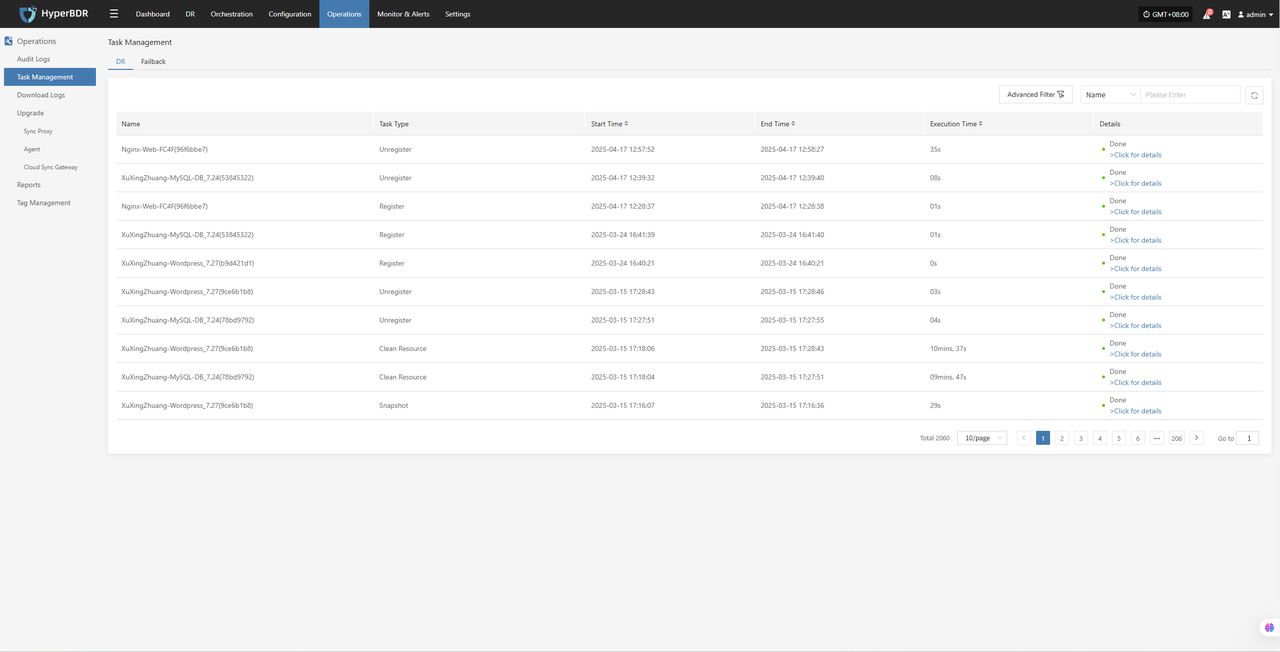 HyperBDR Dashboard DR Orchestration Configuration Operations Monitor & Alerts Settings GMT+08:00 0 admin
Operations
Audit Logs
Task Management
Download Logs
Upgrade
Sync Proxy
Agent
Cloud Sync Gateway
Reports
Tag Management
Task Management
DR Failback
Advanced Filter Name Please Enter
Name Task Type Start Time End Time Execution Time Details
Nginx-Web-FC4F(96f6bbe7) Unregister 2025-04-17 12:57:52 2025-04-17 12:58:27 35s Done
>Click for details
XuXingZhuang-MySQL-DB_7.24(53845322) Unregister 2025-04-17 12:39:32 2025-04-17 12:39:40 08s Done
>Click for details
Nginx-Web-FC4F(96f6bbe7) Register 2025-04-17 12:28:37 2025-04-17 12:28:38 01s Done
>Click for details
XuXingZhuang-MySQL-DB_7.24(53845322) Register 2025-03-24 16:41:39 2025-03-24 16:41:40 01s Done
>Click for details
XuXingZhuang-Wordpress_7.27(b9d421d1) Register 2025-03-24 16:40:21 2025-03-24 16:40:21 0s Done
>Click for details
XuXingZhuang-Wordpress_7.27(9ce6b1b8) Unregister 2025-03-15 17:28:43 2025-03-15 17:28:46 03s Done
>Click for details
XuXingZhuang-MySQL-DB_7.24(78bd9792) Unregister 2025-03-15 17:27:51 2025-03-15 17:27:55 04s Done
>Click for details
XuXingZhuang-Wordpress_7.27(9ce6b1b8) Clean Resource 2025-03-15 17:18:06 2025-03-15 17:28:43 10mins, 37s Done
>Click for details
XuXingZhuang-MySQL-DB_7.24(78bd9792) Clean Resource 2025-03-15 17:18:04 2025-03-15 17:27:51 09mins, 47s Done
>Click for details
XuXingZhuang-Wordpress_7.27(9ce6b1b8) Snapshot 2025-03-15 17:16:07 2025-03-15 17:16:36 29s Done
>Click for details
Total 2060 10/page < 1 2 3 4 5 6 ••• 206 > Go to 1